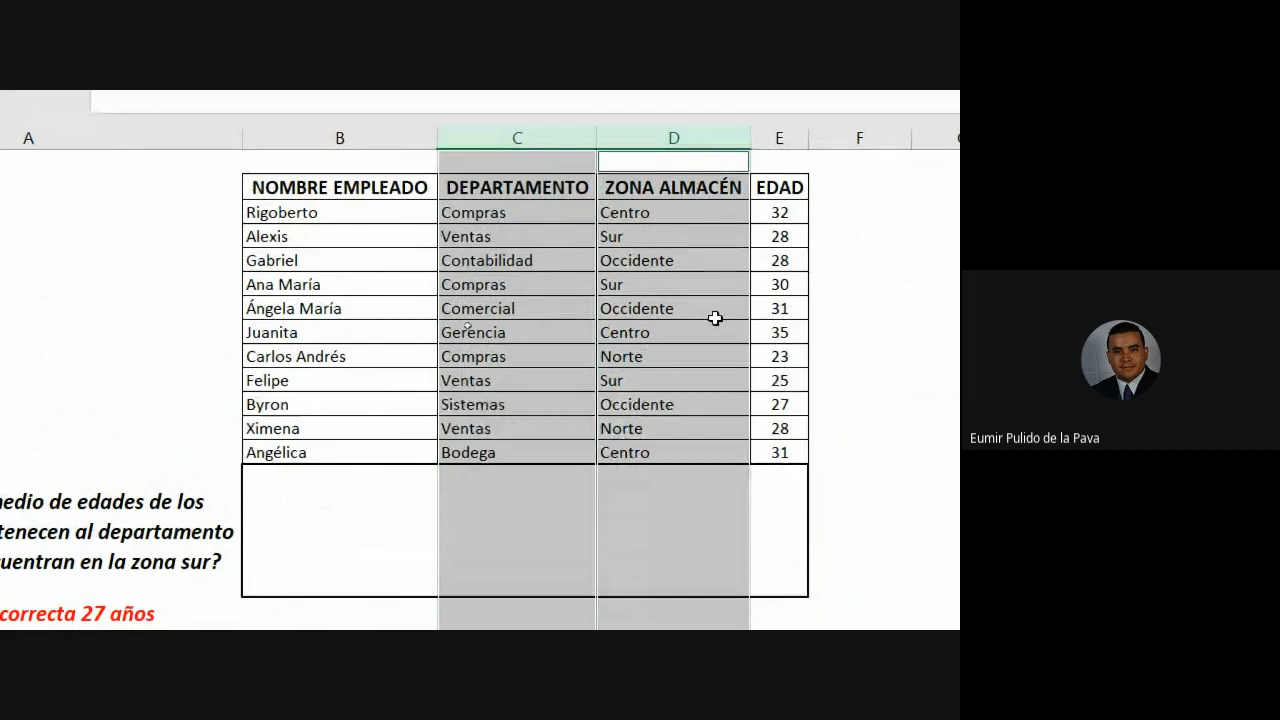 A B C D E F
NOMBRE EMPLEADO DEPARTAMENTO ZONA ALMACÉN EDAD
Rigoberto Compras Centro 32
Alexis Ventas Sur 28
Gabriel Contabilidad Occidente 28
Ana María Compras Sur 30
Ángela María Comercial Occidente 31
Juanita Gerencia Centro 35
Carlos Andrés Compras Norte 23
Felipe Ventas Sur 25
Byron Sistemas Occidente 27
Ximena Ventas Norte 28
Angélica Bodega Centro 31
medio de edades de los
tenecen al departamento
cuentran en la zona sur?
correcta 27 años
Eumir Pulido de la Pava